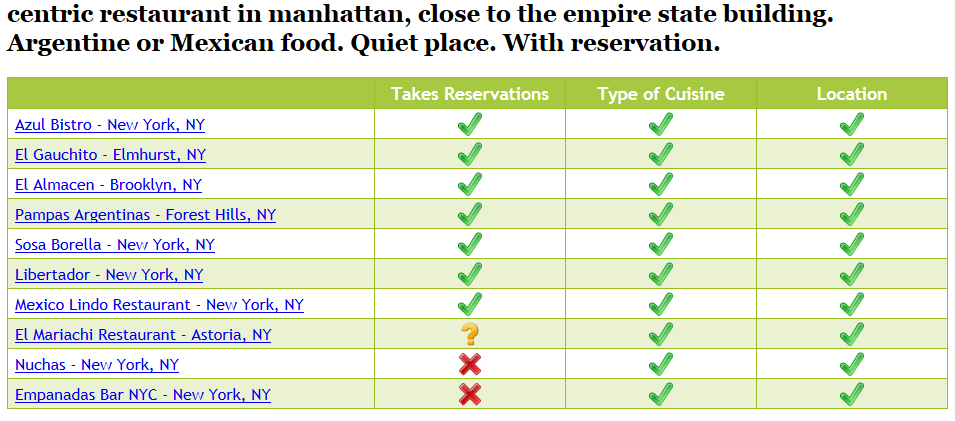 centric restaurant in manhattan, close to the empire state building.
Argentine or Mexican food. Quiet place. With reservation.
Takes Reservations Type of Cuisine Location
Azul Bistro - New York, NY
El Gauchito - Elmhurst, NY
El Almacen - Brooklyn, NY
Pampas Argentinas - Forest Hills, NY
Sosa Borella - New York, NY
Libertador - New York, NY
Mexico Lindo Restaurant - New York, NY
El Mariachi Restaurant - Astoria, NY
Nuchas - New York, NY
Empanadas Bar NYC - New York, NY